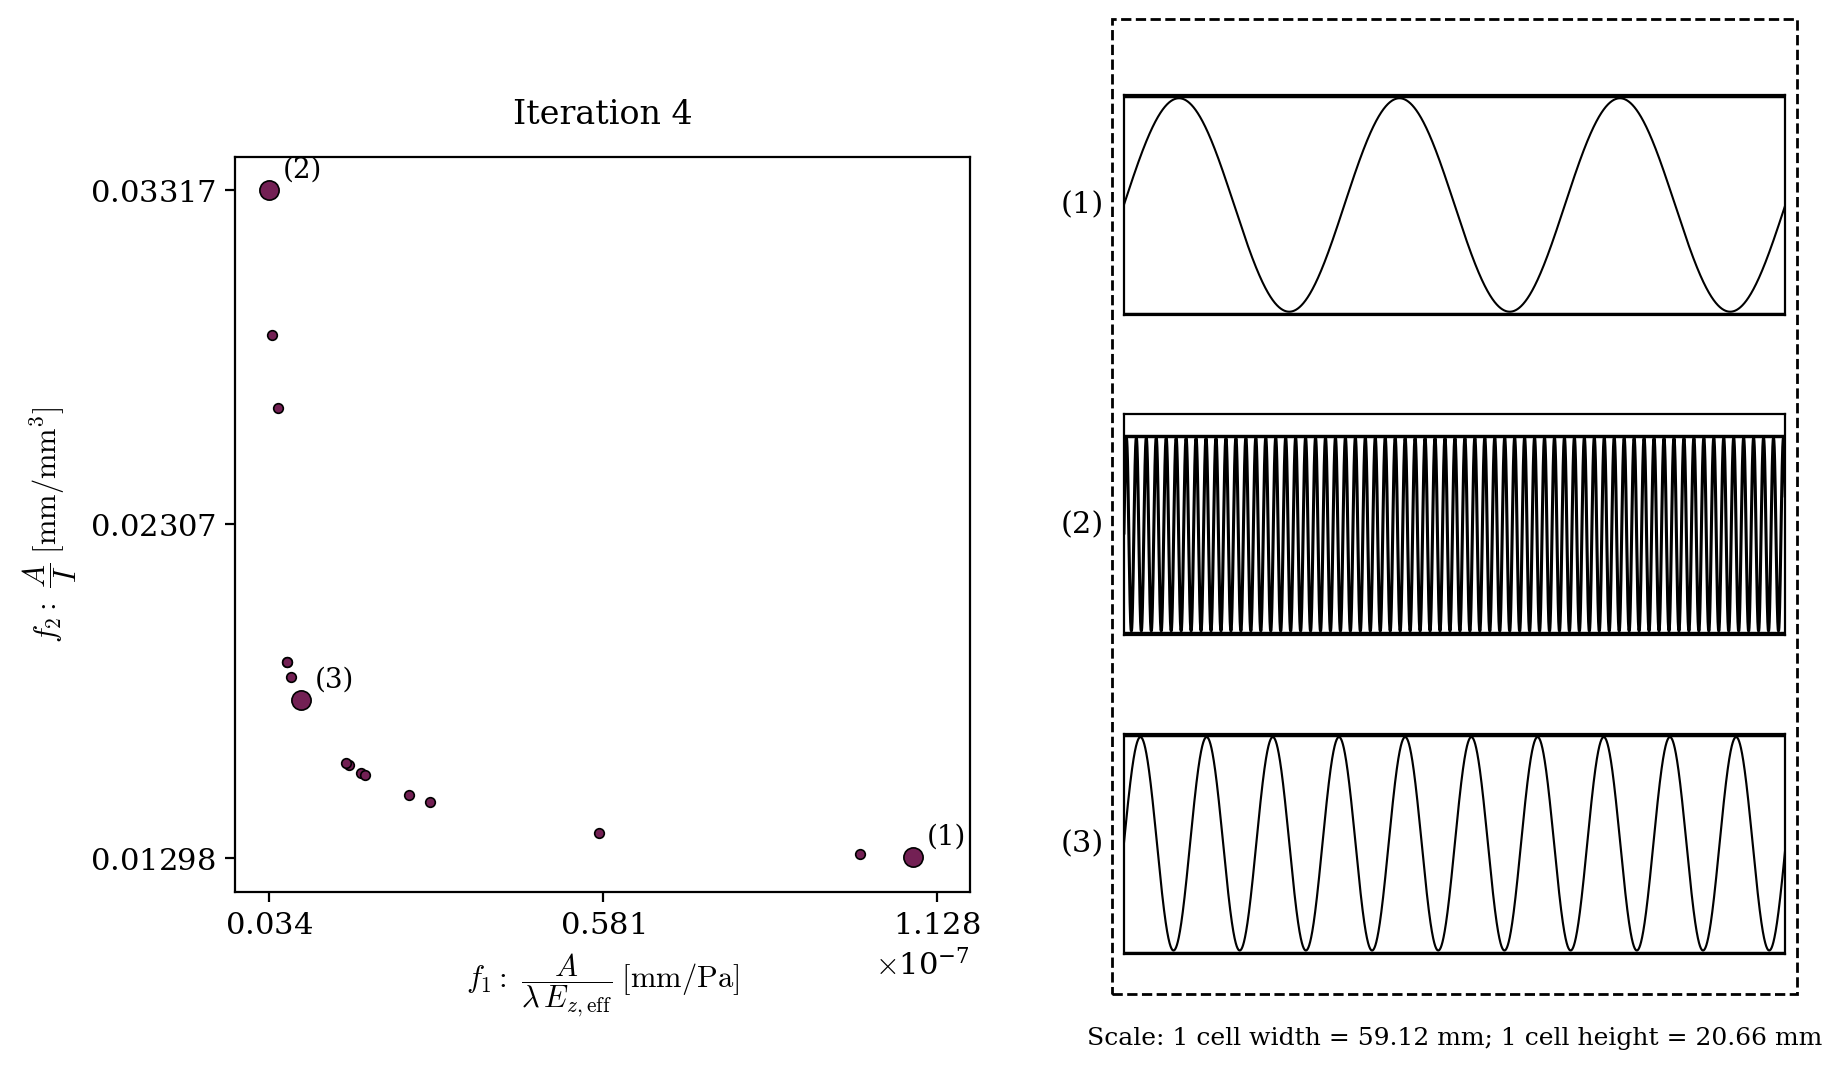 Iteration 4
(2)
(3)
(1)
0.03317
0.02307
0.01298
f₂ : A/I [mm/mm³]
0.034 0.581 1.128
×10⁻⁷
f₁ : A/(λ E_z,eff) [mm/Pa]
(1)
(2)
(3)
Scale: 1 cell width = 59.12 mm; 1 cell height = 20.66 mm